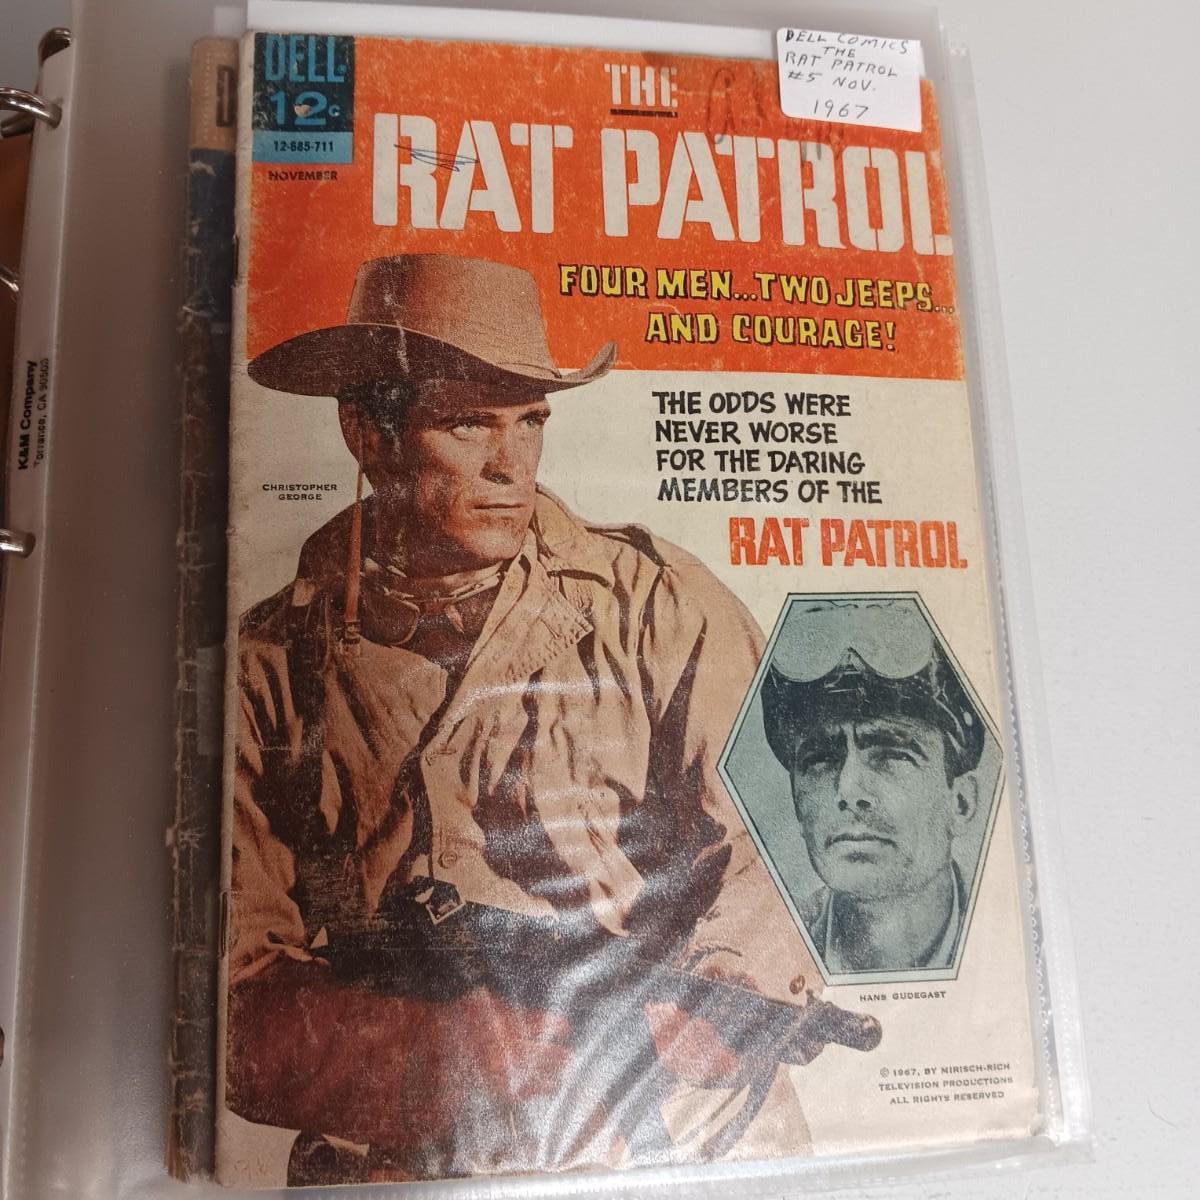 DELL
12c
12-685-711
NOVEMBER
THE
RAT PATROL
DELL COMICS
THE
RAT PATROL
#5 NOV.
1967
FOUR MEN...TWO JEEPS...
AND COURAGE!
THE ODDS WERE
NEVER WORSE
FOR THE DARING
MEMBERS OF THE
RAT PATROL
CHRISTOPHER
GEORGE
HANS GUDEGAST
© 1967, BY MIRISCH-RICH
TELEVISION PRODUCTIONS
ALL RIGHTS RESERVED
K&M Company
Torrance, CA 90503